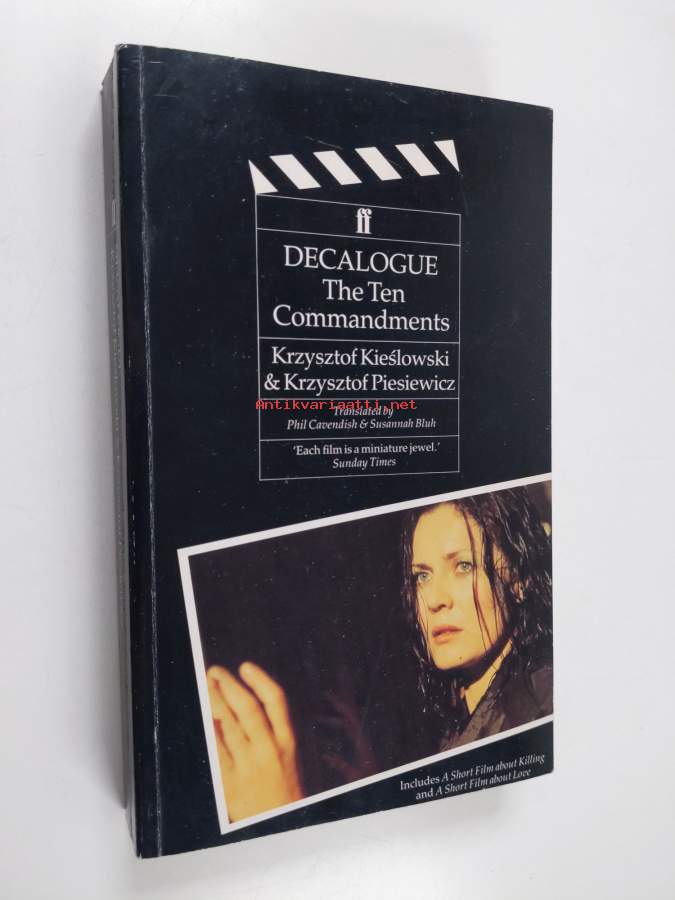 ff
DECALOGUE
The Ten
Commandments
Krzysztof Kieślowski
& Krzysztof Piesiewicz
Antikvariaatti.net
Translated by
Phil Cavendish & Susannah Bluh
‘Each film is a miniature jewel.’
Sunday Times
Includes A Short Film about Killing
and A Short Film about Love